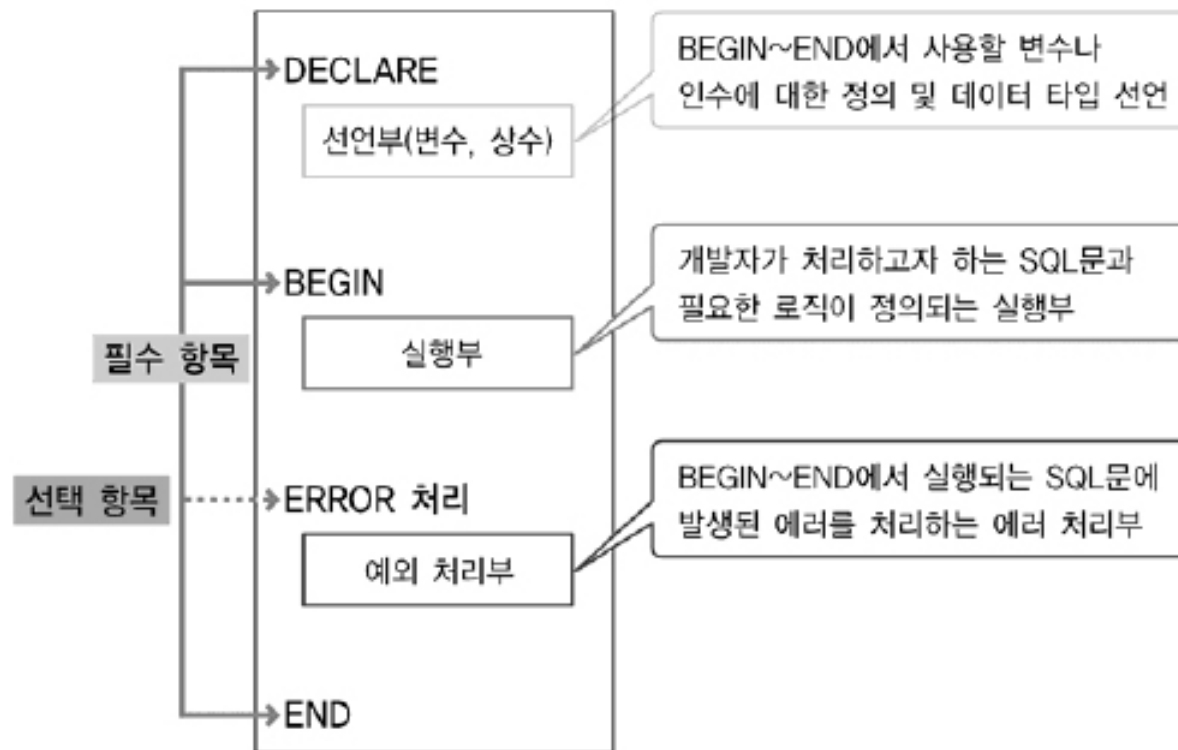 DECLARE
선언부(변수, 상수)
BEGIN~END에서 사용할 변수나
인수에 대한 정의 및 데이터 타입 선언
BEGIN
실행부
개발자가 처리하고자 하는 SQL문과
필요한 로직이 정의되는 실행부
필수 항목
선택 항목
ERROR 처리
예외 처리부
BEGIN~END에서 실행되는 SQL문에
발생된 에러를 처리하는 에러 처리부
END